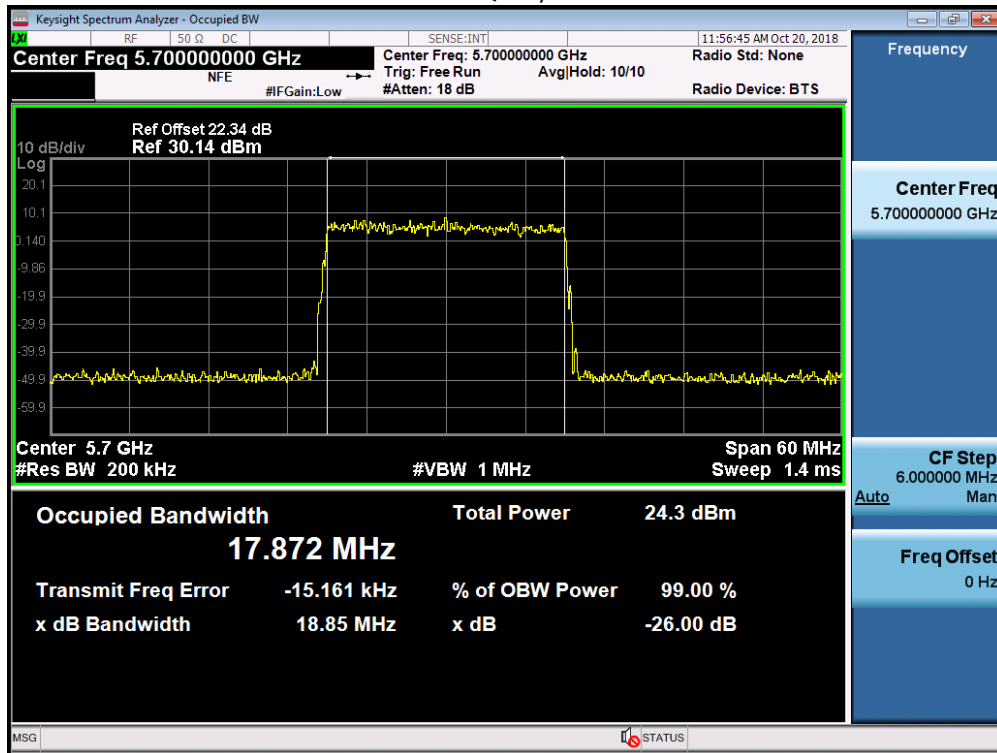 Keysight Spectrum Analyzer - Occupied BW
LXI RF 50 Ω DC SENSE:INT 11:56:45 AM Oct 20, 2018
Center Freq 5.700000000 GHz
NFE
#IFGain:Low
Center Freq: 5.700000000 GHz
Trig: Free Run Avg|Hold: 10/10
#Atten: 18 dB
Radio Std: None
Radio Device: BTS
Ref Offset 22.34 dB
10 dB/div Ref 30.14 dBm
Log
20.1
10.1
0.140
-9.86
-19.9
-29.9
-39.9
-49.9
-59.9
Center 5.7 GHz Span 60 MHz
#Res BW 200 kHz #VBW 1 MHz Sweep 1.4 ms
Occupied Bandwidth Total Power 24.3 dBm
17.872 MHz
Transmit Freq Error -15.161 kHz % of OBW Power 99.00 %
x dB Bandwidth 18.85 MHz x dB -26.00 dB
Frequency
Center Freq
5.700000000 GHz
CF Step
6.000000 MHz
Auto Man
Freq Offset
0 Hz
MSG STATUS